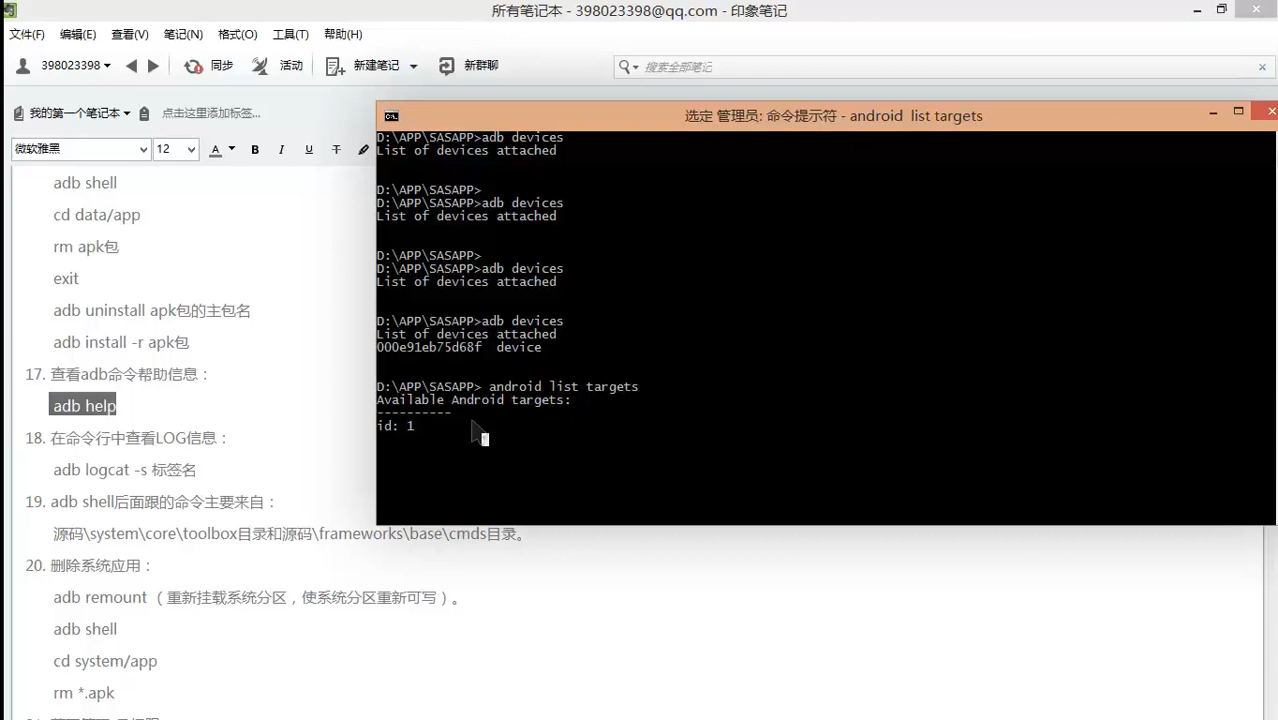 所有笔记本 - 398023398@qq.com - 印象笔记
文件(F) 编辑(E) 查看(V) 笔记(N) 格式(O) 工具(T) 帮助(H)
398023398 同步 活动 新建笔记 新群聊 搜索全部笔记
我的第一个笔记本 点击这里添加标签...
微软雅黑 12 A B I U T
adb shell
cd data/app
rm apk包
exit
adb uninstall apk包的主包名
adb install -r apk包
17. 查看adb命令帮助信息：
adb help
18. 在命令行中查看LOG信息：
adb logcat -s 标签名
19. adb shell后面跟的命令主要来自：
源码\system\core\toolbox目录和源码\frameworks\base\cmds目录。
20. 删除系统应用：
adb remount （重新挂载系统分区，使系统分区重新可写）。
adb shell
cd system/app
rm *.apk
选定 管理员: 命令提示符 - android list targets
D:\APP\SASAPP>adb devices
List of devices attached
D:\APP\SASAPP>
D:\APP\SASAPP>adb devices
List of devices attached
D:\APP\SASAPP>
D:\APP\SASAPP>adb devices
List of devices attached
D:\APP\SASAPP>adb devices
List of devices attached
000e91eb75d68f device
D:\APP\SASAPP> android list targets
Available Android targets:
----------
id: 1